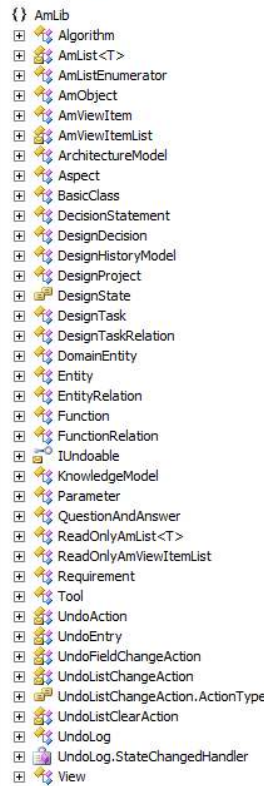 {} AmLib
Algorithm
AmList<T>
AmListEnumerator
AmObject
AmViewItem
AmViewItemList
ArchitectureModel
Aspect
BasicClass
DecisionStatement
DesignDecision
DesignHistoryModel
DesignProject
DesignState
DesignTask
DesignTaskRelation
DomainEntity
Entity
EntityRelation
Function
FunctionRelation
IUndoable
KnowledgeModel
Parameter
QuestionAndAnswer
ReadOnlyAmList<T>
ReadOnlyAmViewItemList
Requirement
Tool
UndoAction
UndoEntry
UndoFieldChangeAction
UndoListChangeAction
UndoListChangeAction.ActionType
UndoListClearAction
UndoLog
UndoLog.StateChangedHandler
View